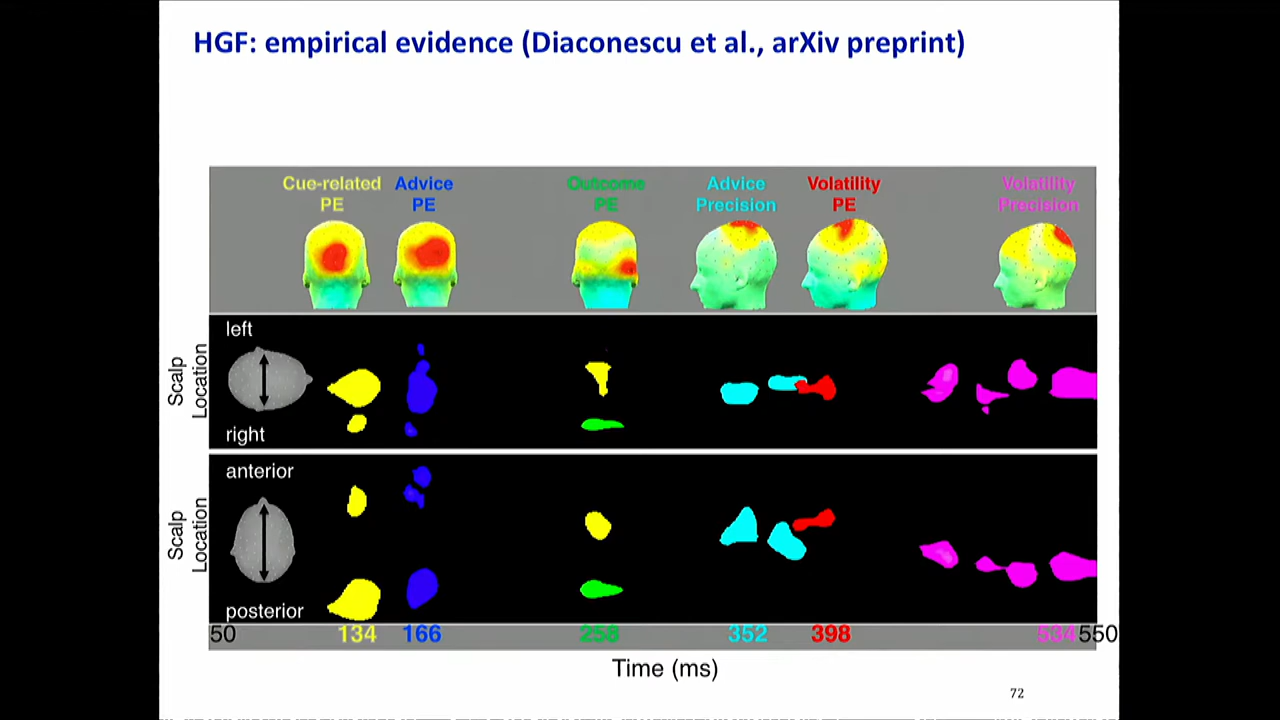 HGF: empirical evidence (Diaconescu et al., arXiv preprint)
Cue-related PE
Advice PE
Outcome PE
Advice Precision
Volatility PE
Volatility Precision
Scalp Location
left
right
Scalp Location
anterior
posterior
50 134 166 258 352 398 534 550
Time (ms)
72